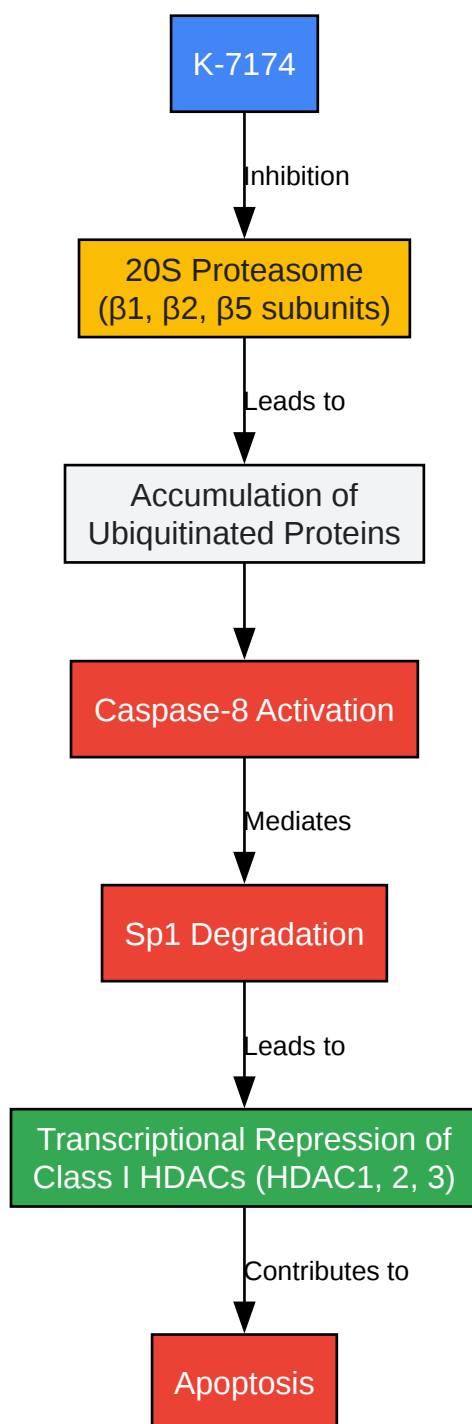 K-7174
Inhibition
20S Proteasome
(β1, β2, β5 subunits)
Leads to
Accumulation of
Ubiquitinated Proteins
Caspase-8 Activation
Mediates
Sp1 Degradation
Leads to
Transcriptional Repression of
Class I HDACs (HDAC1, 2, 3)
Contributes to
Apoptosis